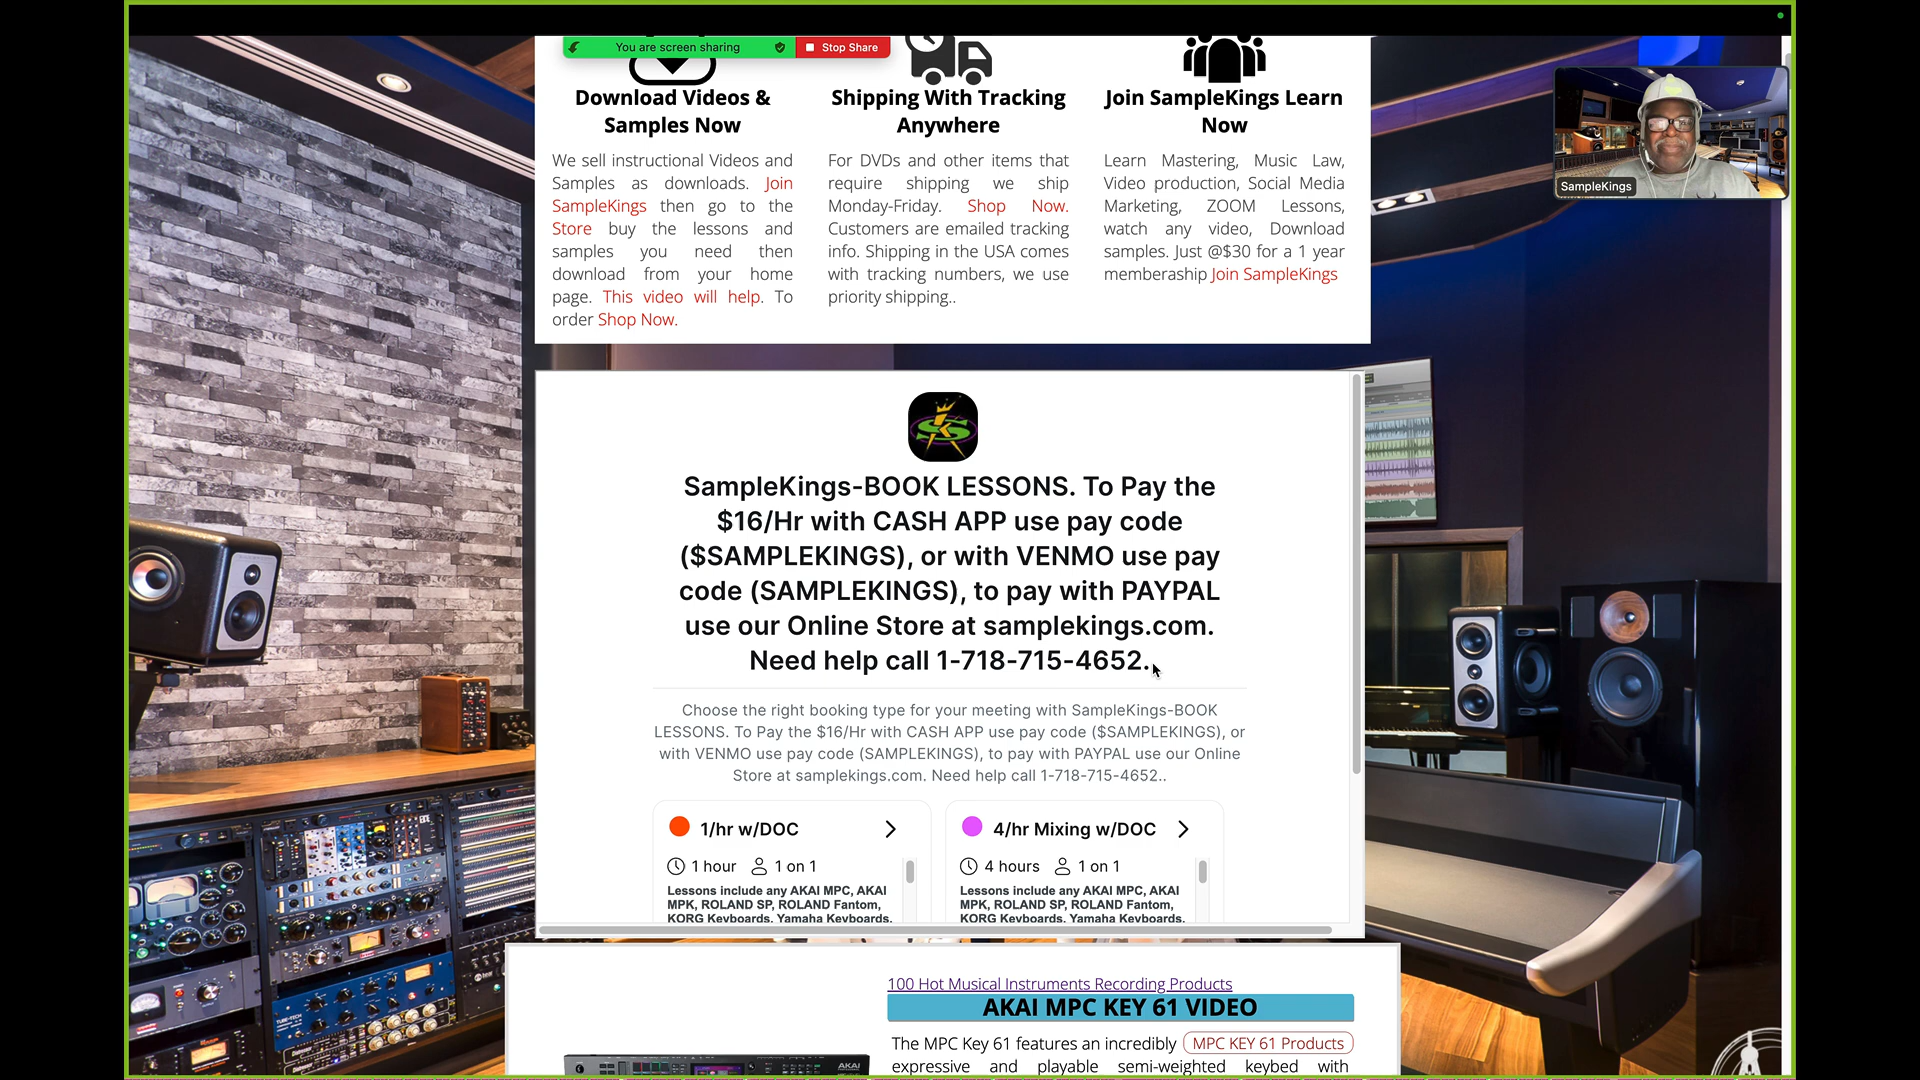 You are screen sharing
Stop Share
Download Videos &
Samples Now
We sell instructional Videos and
Samples as downloads. Join
SampleKings then go to the
Store buy the lessons and
samples you need then
download from your home
page. This video will help. To
order Shop Now.
Shipping With Tracking
Anywhere
For DVDs and other items that
require shipping we ship
Monday-Friday. Shop Now.
Customers are emailed tracking
info. Shipping in the USA comes
with tracking numbers, we use
priority shipping..
Join SampleKings Learn
Now
Learn Mastering, Music Law,
Video production, Social Media
Marketing, ZOOM Lessons,
watch any video, Download
samples. Just @$30 for a 1 year
memberaship Join SampleKings
SampleKings
SampleKings-BOOK LESSONS. To Pay the
$16/Hr with CASH APP use pay code
($SAMPLEKINGS), or with VENMO use pay
code (SAMPLEKINGS), to pay with PAYPAL
use our Online Store at samplekings.com.
Need help call 1-718-715-4652.
Choose the right booking type for your meeting with SampleKings-BOOK
LESSONS. To Pay the $16/Hr with CASH APP use pay code ($SAMPLEKINGS), or
with VENMO use pay code (SAMPLEKINGS), to pay with PAYPAL use our Online
Store at samplekings.com. Need help call 1-718-715-4652..
1/hr w/DOC
1 hour 1 on 1
Lessons include any AKAI MPC, AKAI
MPK, ROLAND SP, ROLAND Fantom,
KORG Keyboards, Yamaha Keyboards,
4/hr Mixing w/DOC
4 hours 1 on 1
Lessons include any AKAI MPC, AKAI
MPK, ROLAND SP, ROLAND Fantom,
KORG Keyboards, Yamaha Keyboards,
100 Hot Musical Instruments Recording Products
AKAI MPC KEY 61 VIDEO
The MPC Key 61 features an incredibly MPC KEY 61 Products
expressive and playable semi-weighted keybed with
AKAI
TUBE-TECH